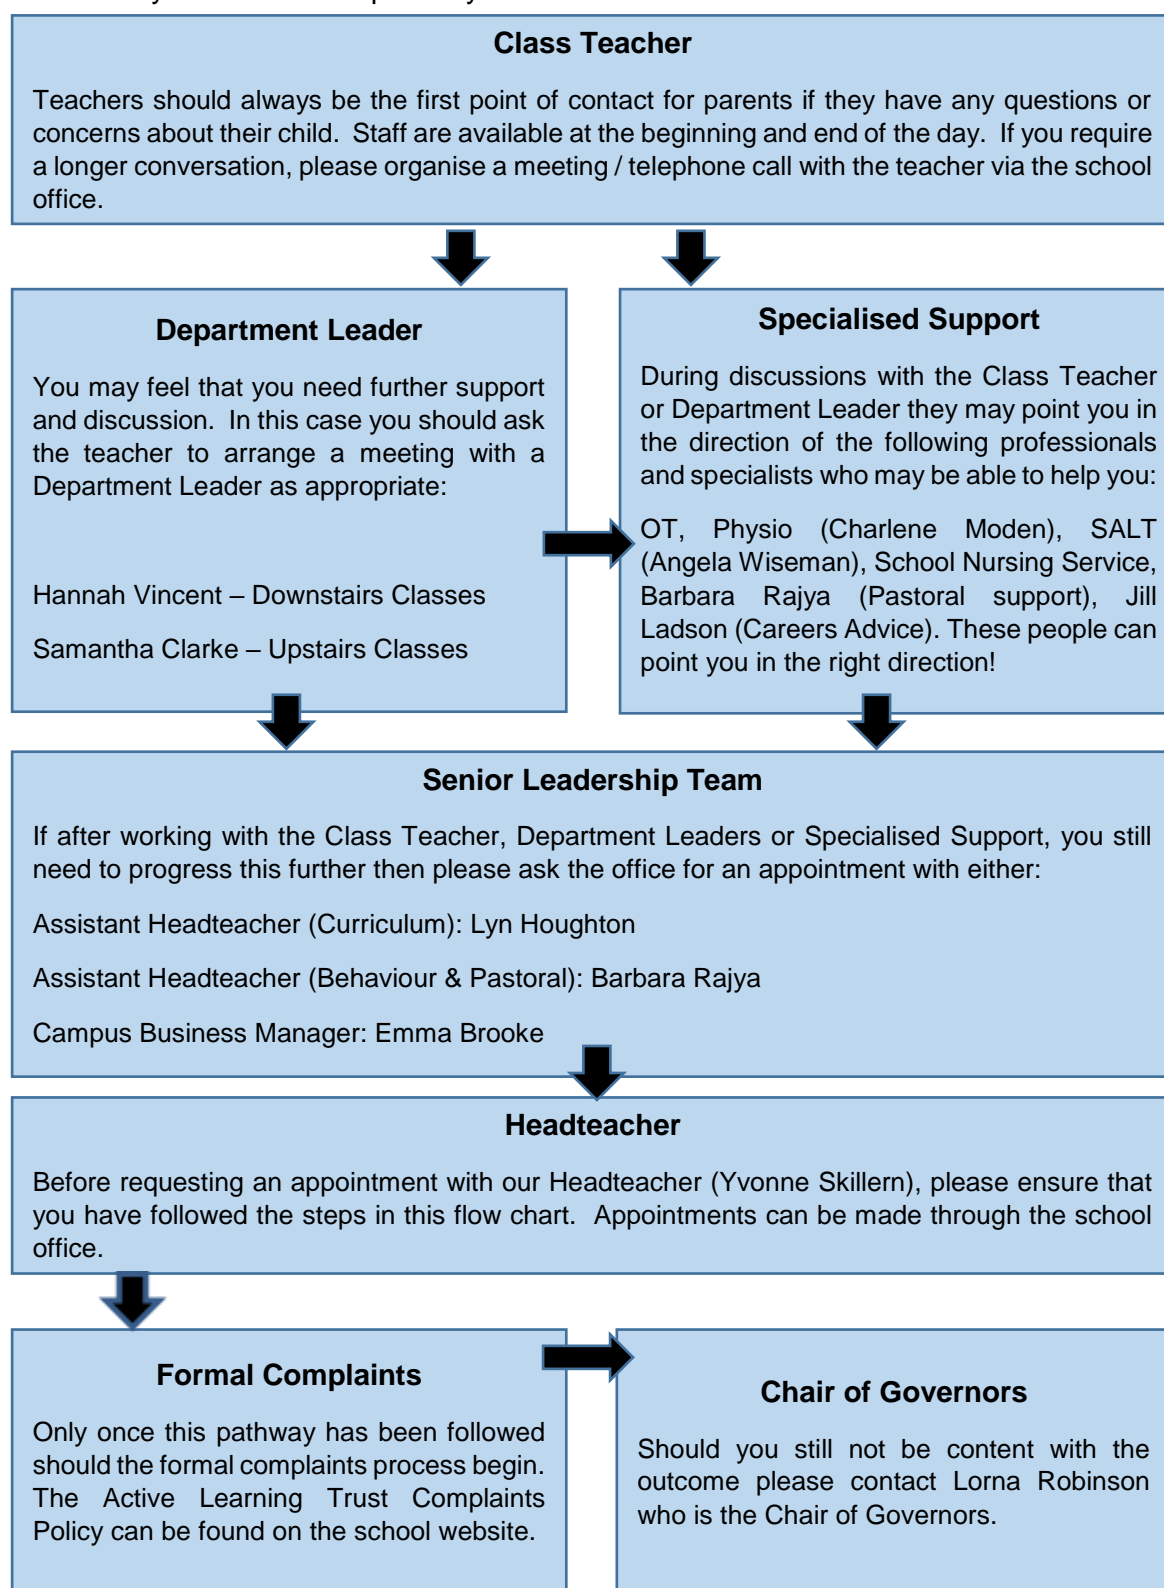 Class Teacher
Teachers should always be the first point of contact for parents if they have any questions or
concerns about their child. Staff are available at the beginning and end of the day. If you require
a longer conversation, please organise a meeting / telephone call with the teacher via the school
office.
Department Leader
You may feel that you need further support
and discussion. In this case you should ask
the teacher to arrange a meeting with a
Department Leader as appropriate:
Hannah Vincent – Downstairs Classes
Samantha Clarke – Upstairs Classes
Specialised Support
During discussions with the Class Teacher
or Department Leader they may point you in
the direction of the following professionals
and specialists who may be able to help you:
OT, Physio (Charlene Moden), SALT
(Angela Wiseman), School Nursing Service,
Barbara Rajya (Pastoral support), Jill
Ladson (Careers Advice). These people can
point you in the right direction!
Senior Leadership Team
If after working with the Class Teacher, Department Leaders or Specialised Support, you still
need to progress this further then please ask the office for an appointment with either:
Assistant Headteacher (Curriculum): Lyn Houghton
Assistant Headteacher (Behaviour & Pastoral): Barbara Rajya
Campus Business Manager: Emma Brooke
Headteacher
Before requesting an appointment with our Headteacher (Yvonne Skillern), please ensure that
you have followed the steps in this flow chart. Appointments can be made through the school
office.
Formal Complaints
Only once this pathway has been followed
should the formal complaints process begin.
The Active Learning Trust Complaints
Policy can be found on the school website.
Chair of Governors
Should you still not be content with the
outcome please contact Lorna Robinson
who is the Chair of Governors.